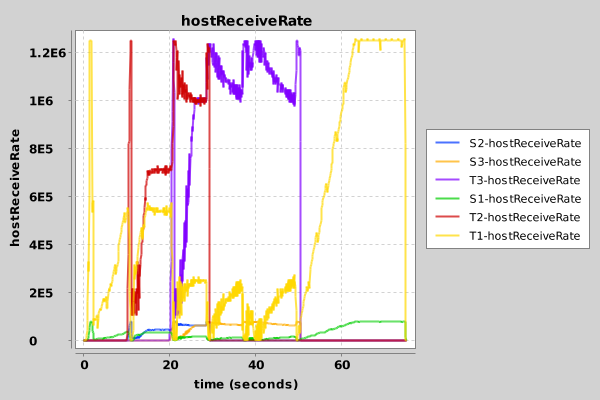 hostReceiveRate
hostReceiveRate
1.2E6
1E6
8E5
6E5
4E5
2E5
0
0
20
40
60
time (seconds)
S2-hostReceiveRate
S3-hostReceiveRate
T3-hostReceiveRate
S1-hostReceiveRate
T2-hostReceiveRate
T1-hostReceiveRate